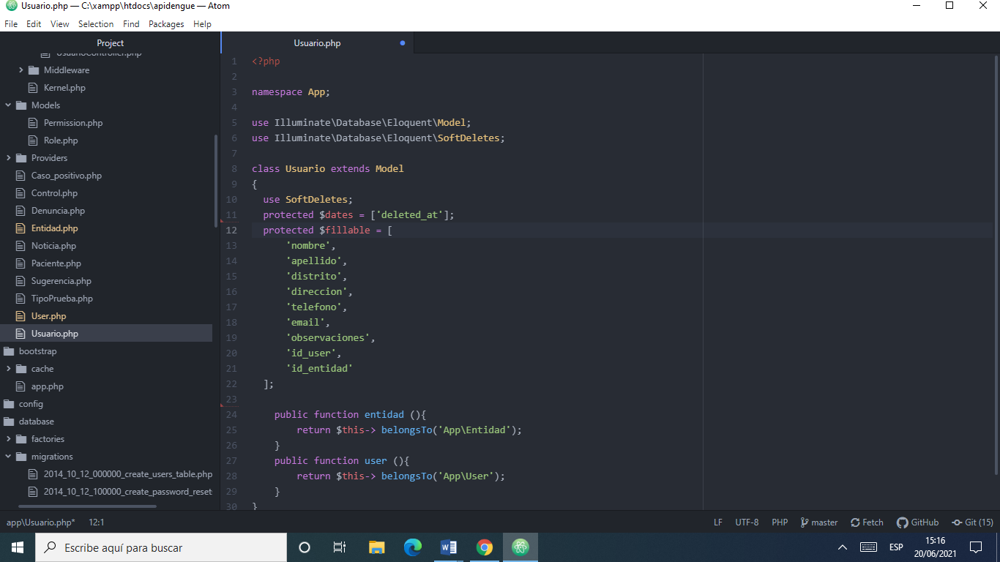 Usuario.php — C:\xampp\htdocs\apidengue — Atom
File Edit View Selection Find Packages Help
Project
UsuarioController.php
Middleware
Kernel.php
Models
Permission.php
Role.php
Providers
Caso_positivo.php
Control.php
Denuncia.php
Entidad.php
Noticia.php
Paciente.php
Sugerencia.php
TipoPrueba.php
User.php
Usuario.php
bootstrap
cache
app.php
config
database
factories
migrations
2014_10_12_000000_create_users_table.php
2014_10_12_100000_create_password_reset
Usuario.php
1 <?php
2
3 namespace App;
4
5 use Illuminate\Database\Eloquent\Model;
6 use Illuminate\Database\Eloquent\SoftDeletes;
7
8 class Usuario extends Model
9 {
10 use SoftDeletes;
11 protected $dates = ['deleted_at'];
12 protected $fillable = [
13 'nombre',
14 'apellido',
15 'distrito',
16 'direccion',
17 'telefono',
18 'email',
19 'observaciones',
20 'id_user',
21 'id_entidad'
22 ];
23
24 public function entidad (){
25 return $this-> belongsTo('App\Entidad');
26 }
27 public function user (){
28 return $this-> belongsTo('App\User');
29 }
30 }
app\Usuario.php* 12:1 LF UTF-8 PHP master Fetch GitHub Git (15)
Escribe aquí para buscar
ESP
15:16
20/06/2021